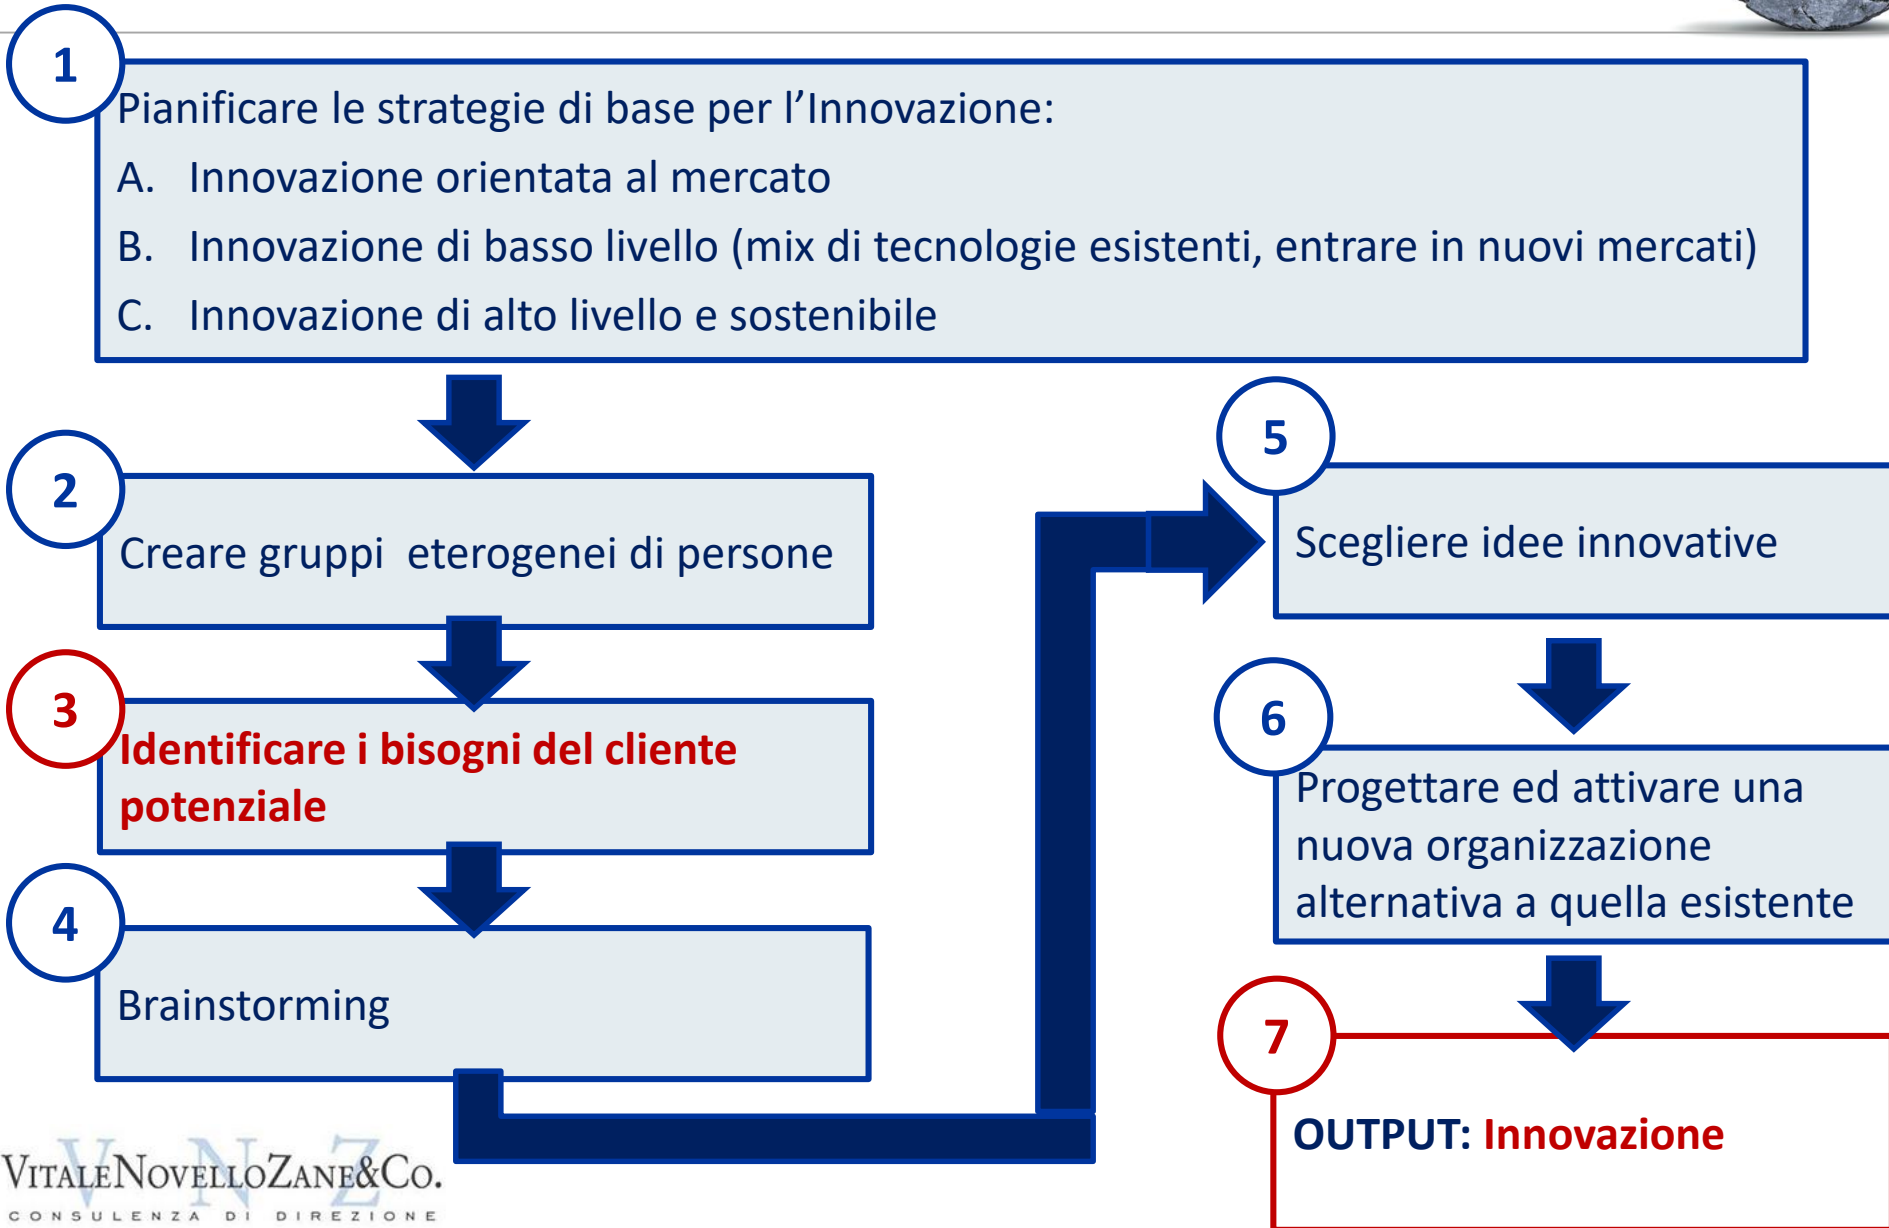 1
Pianificare le strategie di base per l’Innovazione:
A. Innovazione orientata al mercato
B. Innovazione di basso livello (mix di tecnologie esistenti, entrare in nuovi mercati)
C. Innovazione di alto livello e sostenibile
2
Creare gruppi eterogenei di persone
3
Identificare i bisogni del cliente
potenziale
4
Brainstorming
5
Scegliere idee innovative
6
Progettare ed attivare una
nuova organizzazione
alternativa a quella esistente
7
OUTPUT: Innovazione
VNZ
VITALENOVELLOZANE&CO.
CONSULENZA DI DIREZIONE